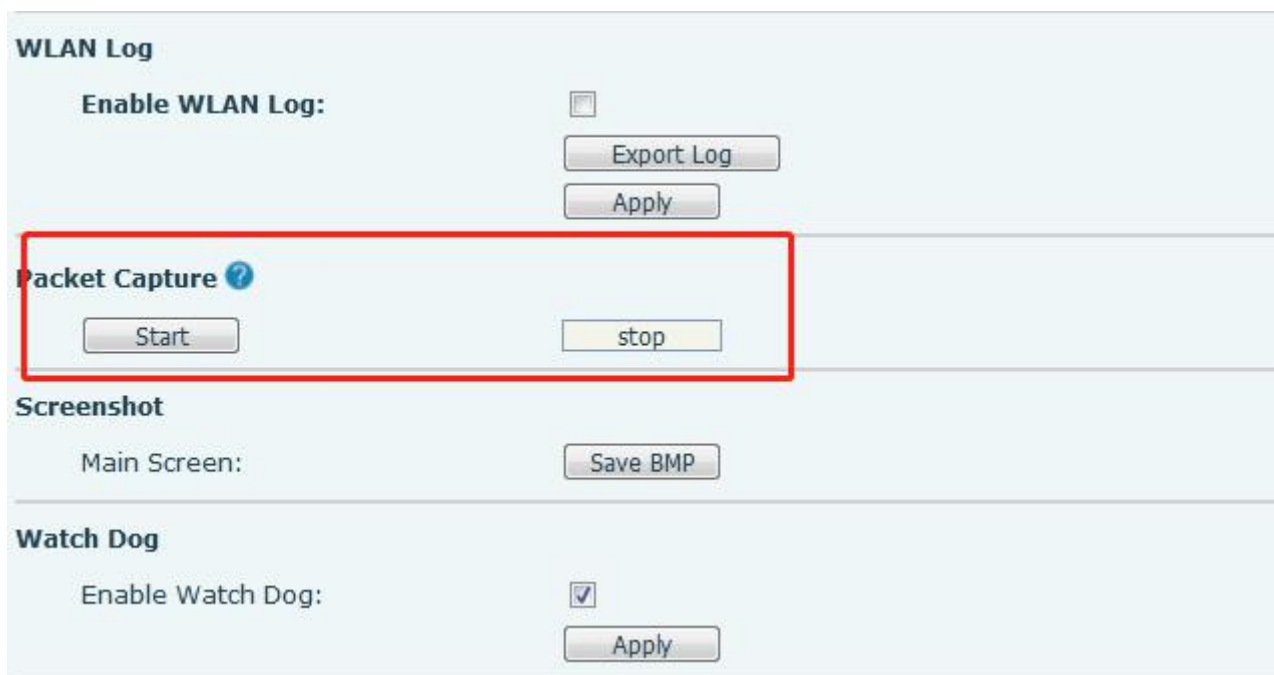 WLAN Log
Enable WLAN Log:
Export Log
Apply
Packet Capture ?
Start stop
Screenshot
Main Screen: Save BMP
Watch Dog
Enable Watch Dog:
Apply